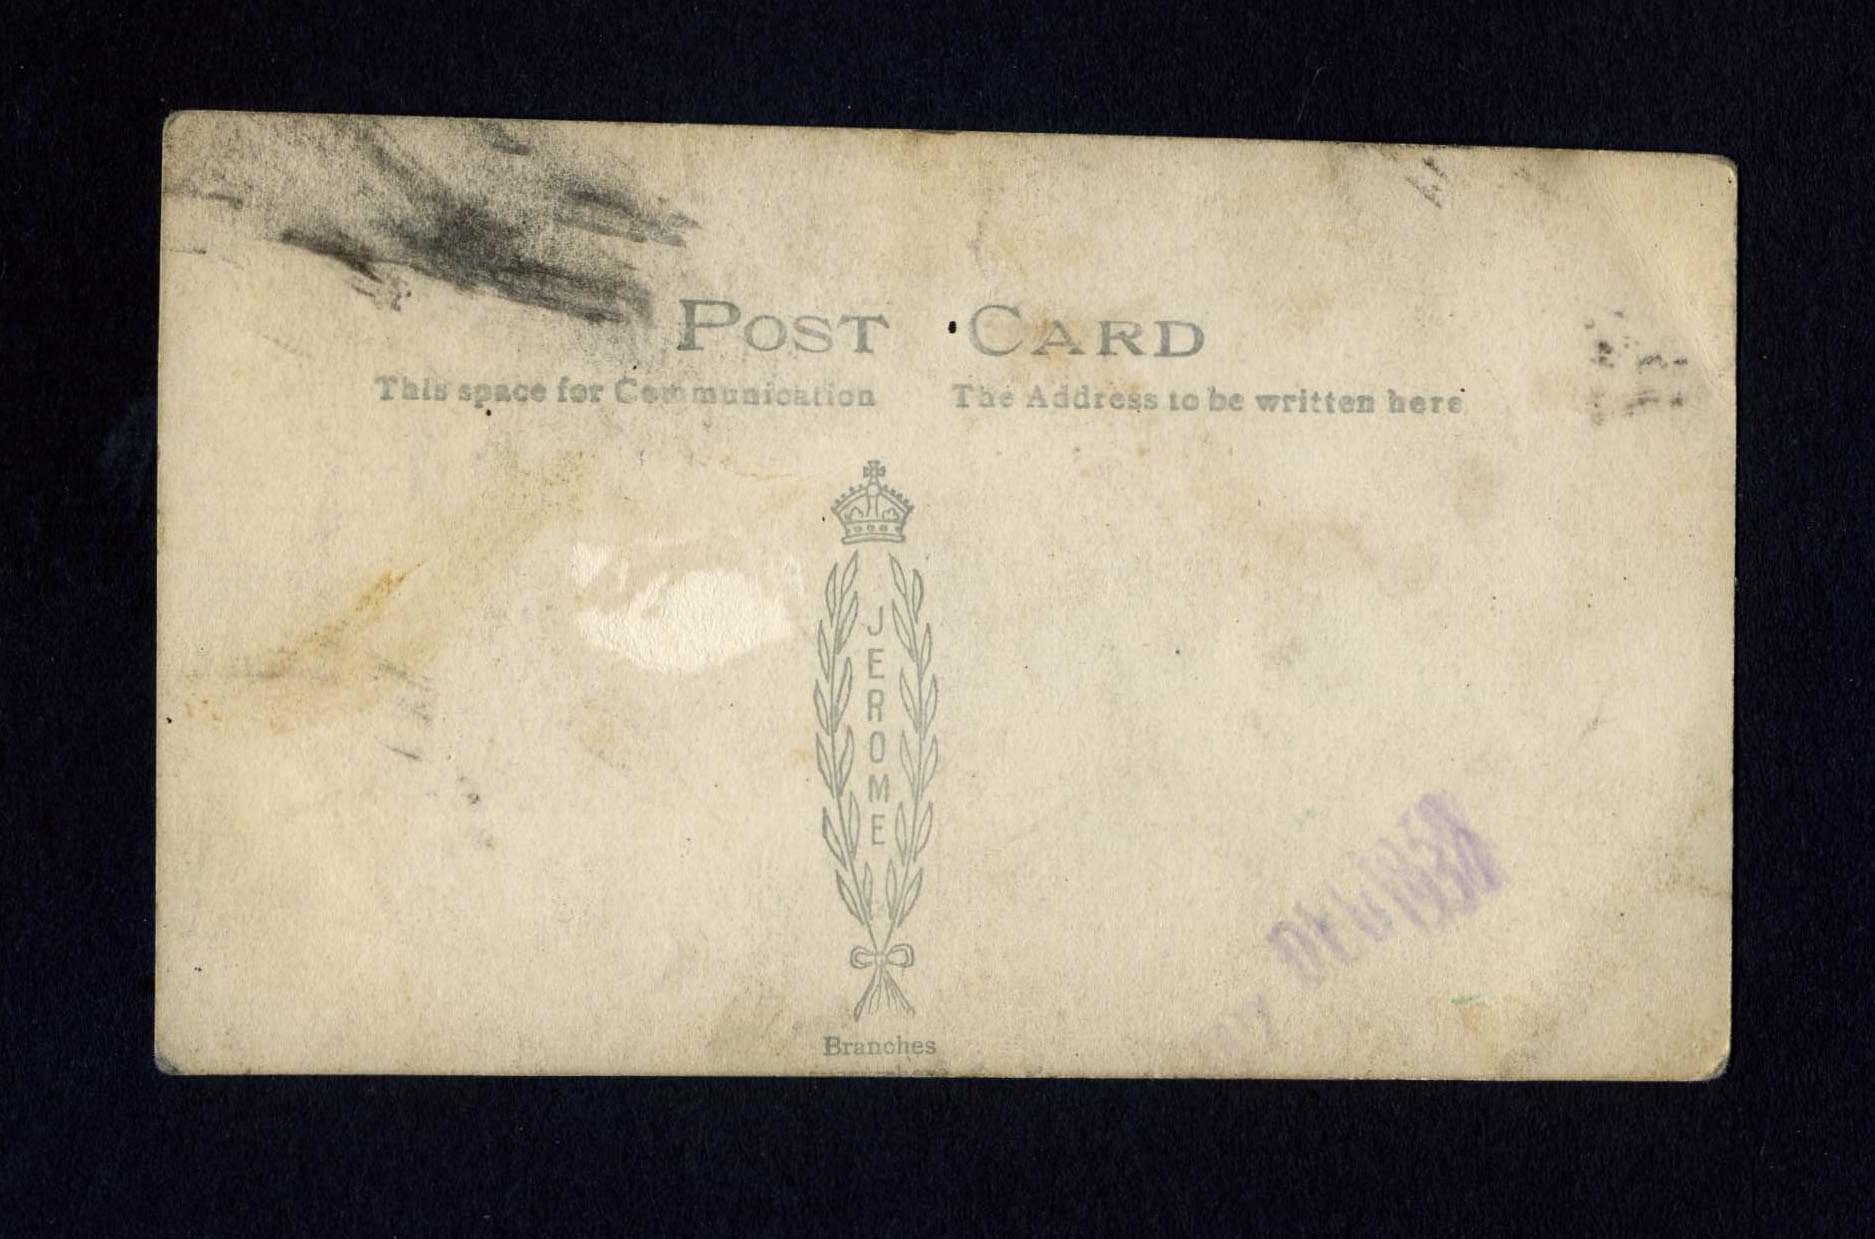 POST CARD
This space for Communication The Address to be written here
JEROME
Branches